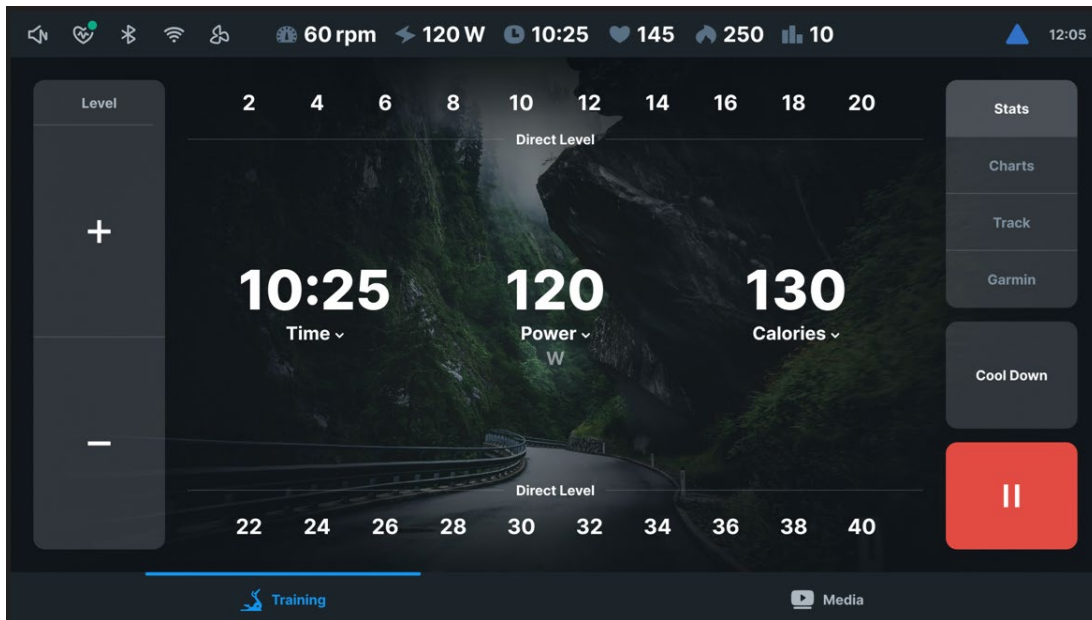 60 rpm 120 W 10:25 145 250 10 12:05
Level
2 4 6 8 10 12 14 16 18 20
Direct Level
Stats
Charts
Track
Garmin
+
10:25 120 130
Time Power Calories
W
Cool Down
−
Direct Level
22 24 26 28 30 32 34 36 38 40
Training Media